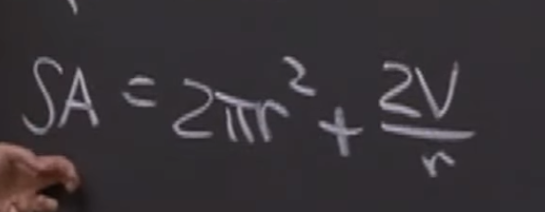 SA = 2πr² + 2V/r